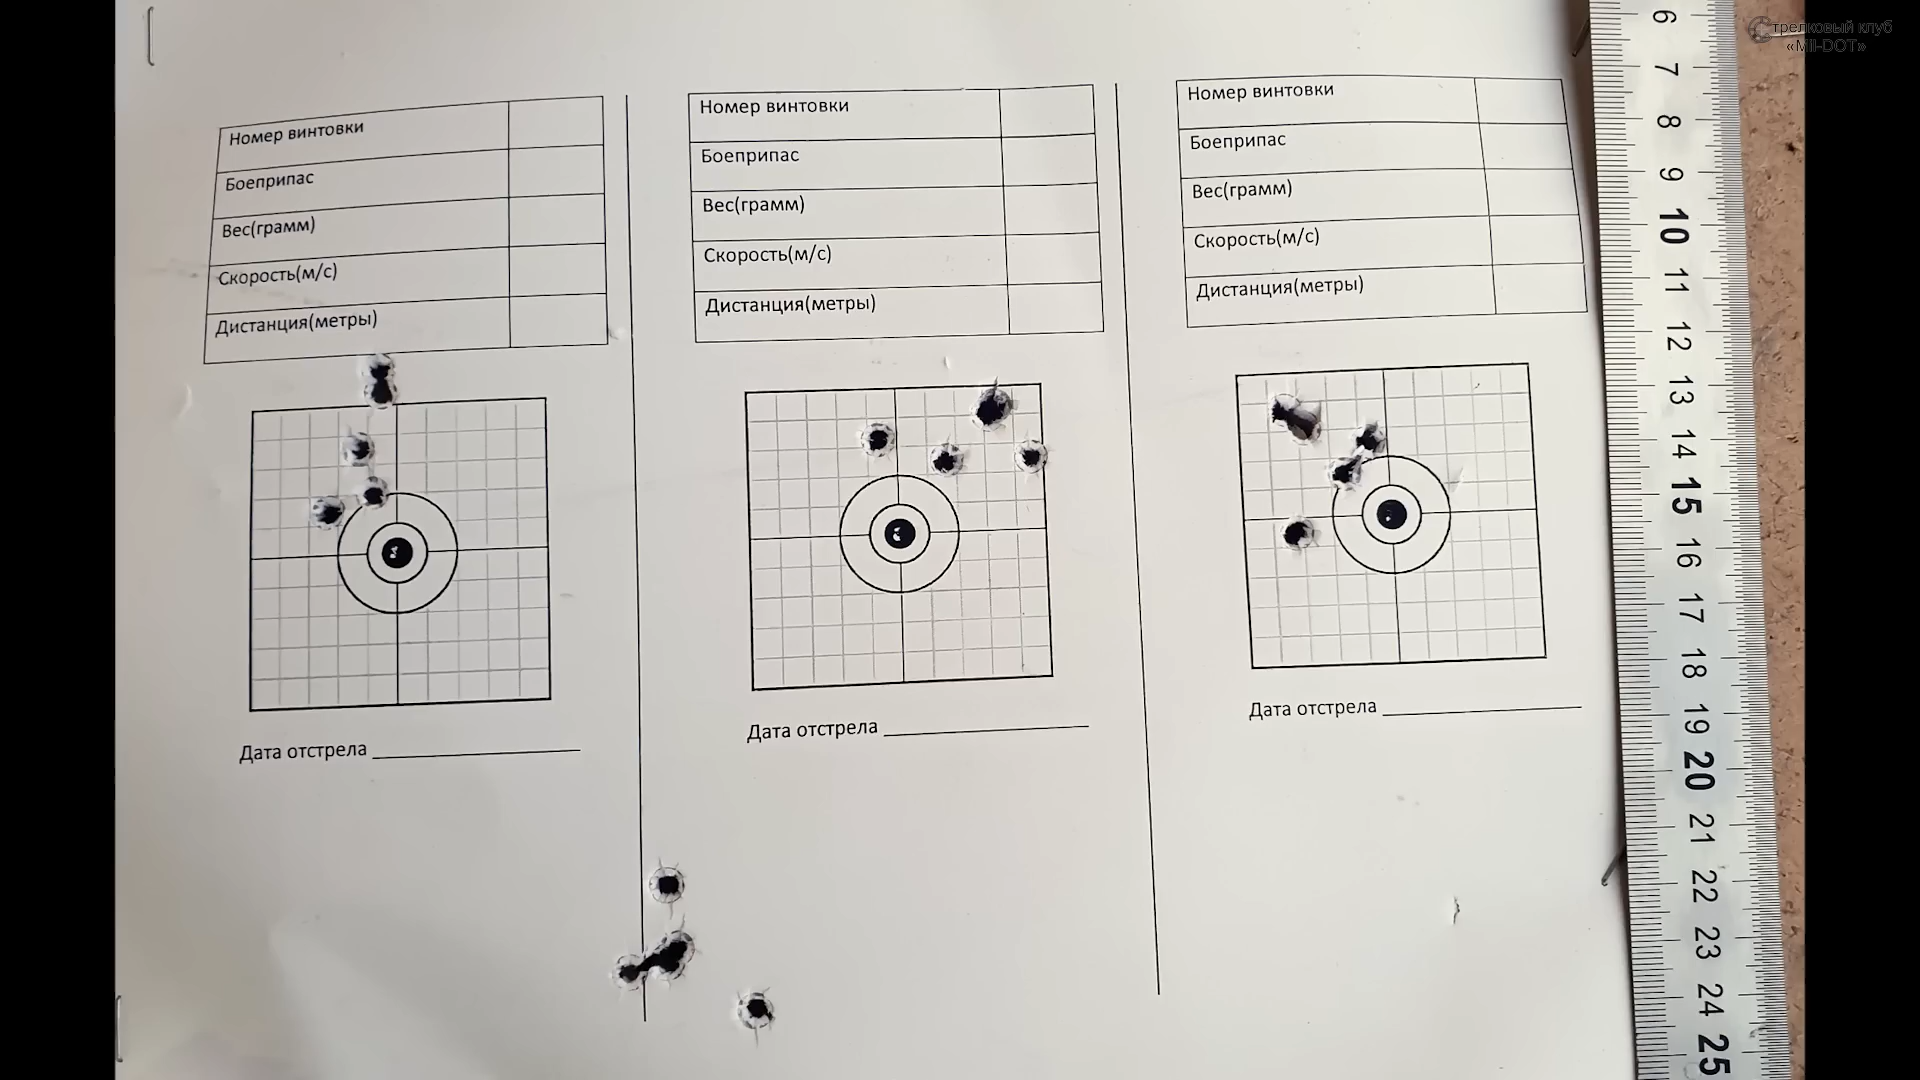 Стрелковый клуб
«Mil-DOT»
Номер винтовки
Боеприпас
Вес(грамм)
Скорость(м/с)
Дистанция(метры)
Дата отстрела
Номер винтовки
Боеприпас
Вес(грамм)
Скорость(м/с)
Дистанция(метры)
Дата отстрела
Номер винтовки
Боеприпас
Вес(грамм)
Скорость(м/с)
Дистанция(метры)
Дата отстрела
6
7
8
9
10
11
12
13
14
15
16
17
18
19
20
21
22
23
24
25